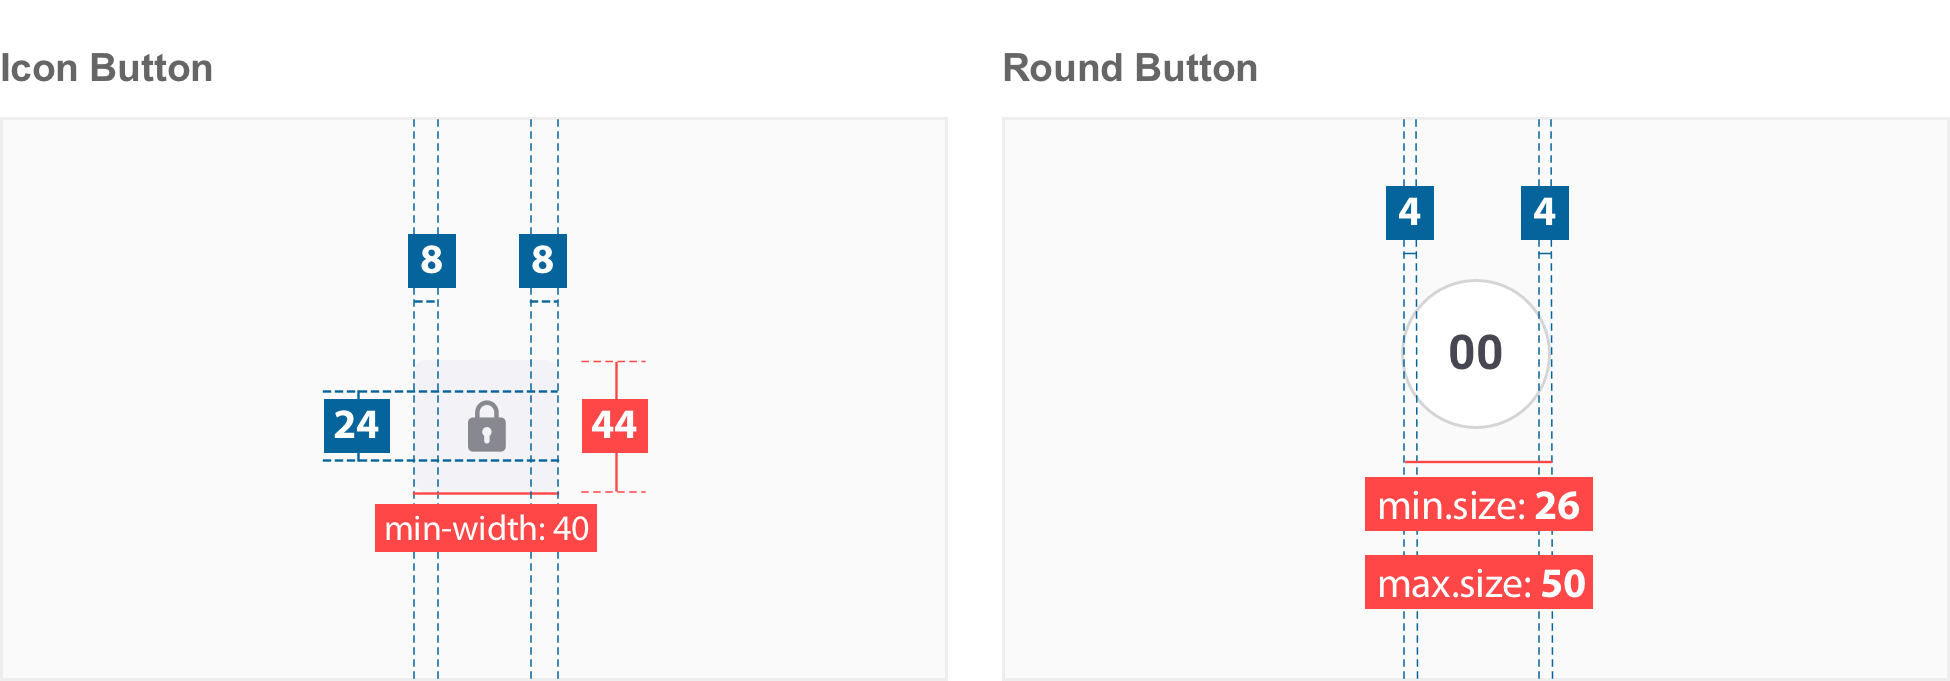 Icon Button
8 8
24
44
min-width: 40
Round Button
4 4
00
min.size: 26
max.size: 50